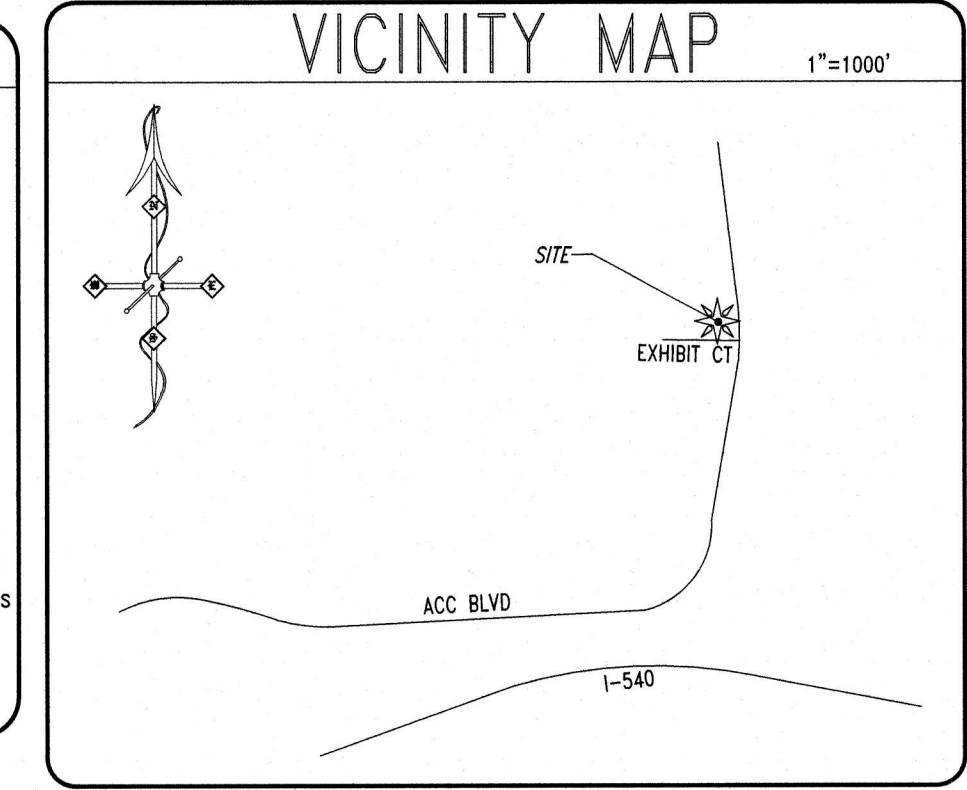 VICINITY MAP
1"=1000'
N
W
E
S
SITE
EXHIBIT CT
ACC BLVD
I-540
S